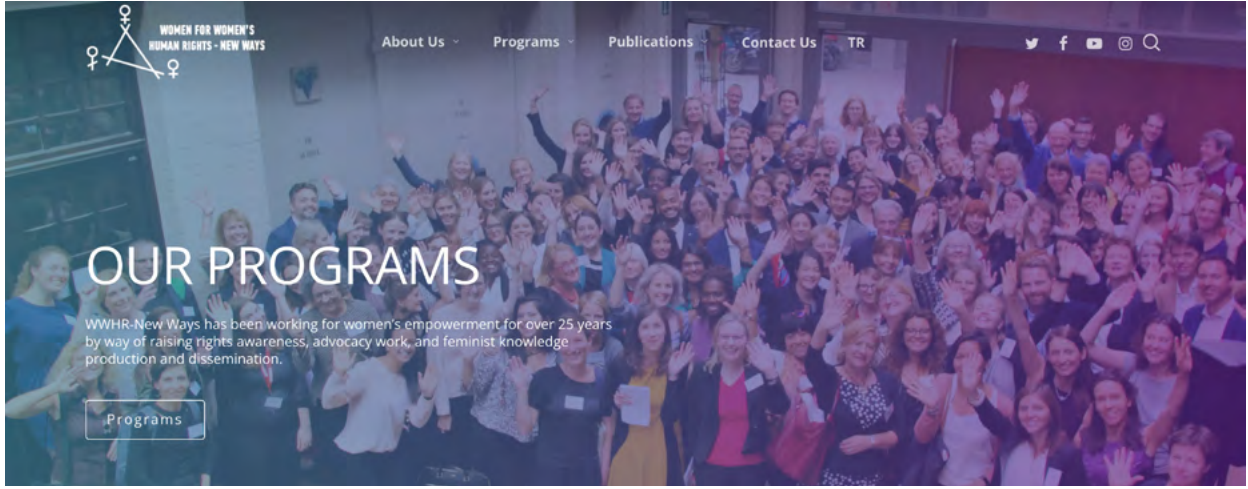 WOMEN FOR WOMEN'S
HUMAN RIGHTS - NEW WAYS
About Us
Programs
Publications
Contact Us
TR
OUR PROGRAMS
WWHR-New Ways has been working for women's empowerment for over 25 years
by way of raising rights awareness, advocacy work, and feminist knowledge
production and dissemination.
Programs